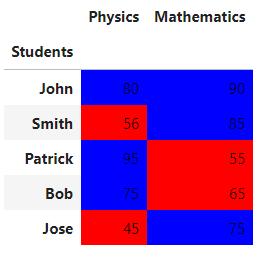 Physics Mathematics
Students
John 80 90
Smith 56 85
Patrick 95 55
Bob 75 65
Jose 45 75